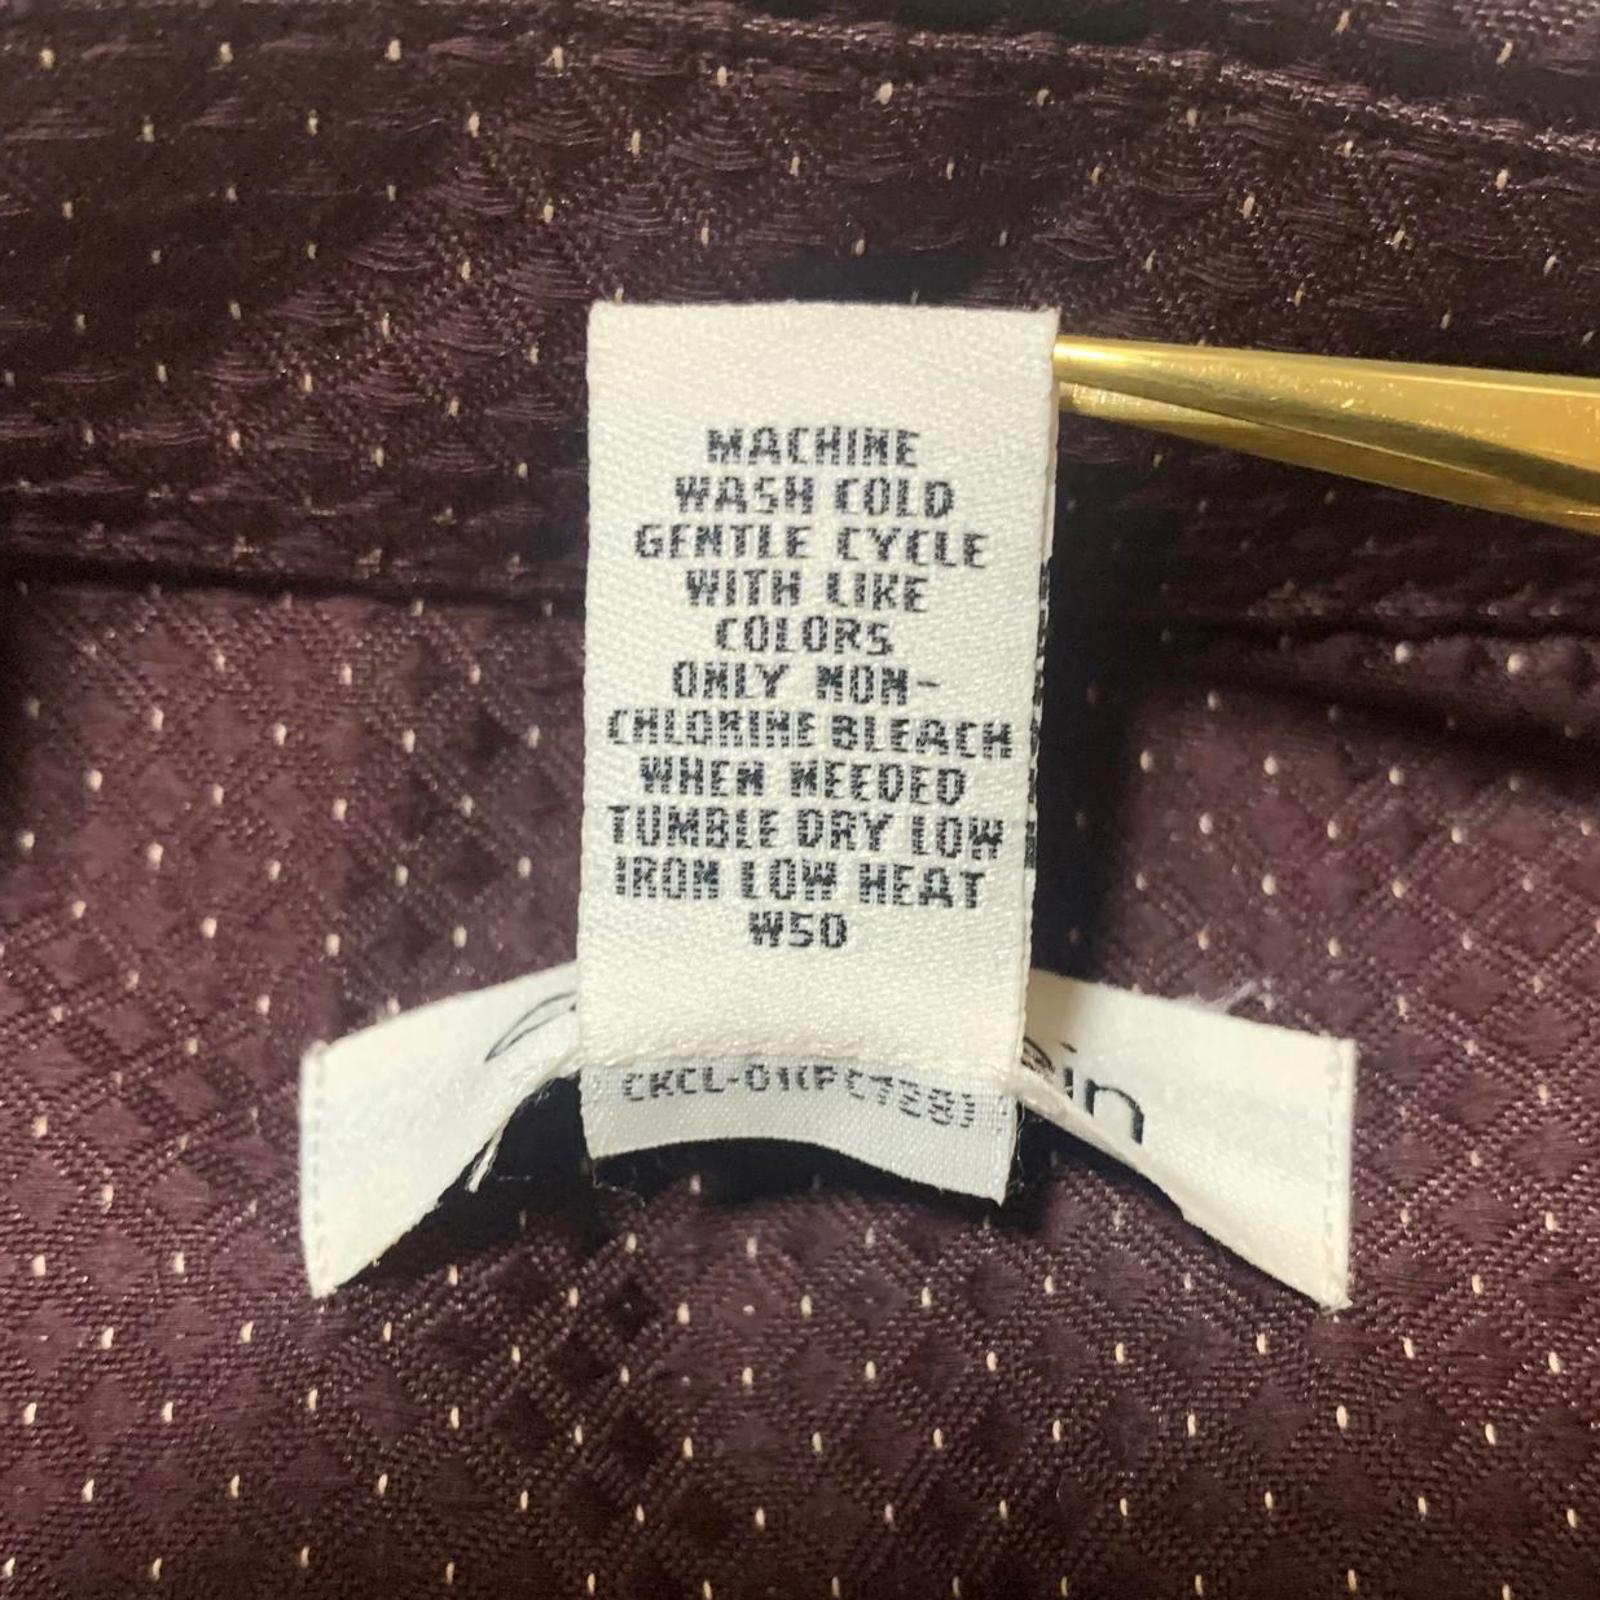 MACHINE
WASH COLD
GENTLE CYCLE
WITH LIKE
COLORS
ONLY NON-
CHLORINE BLEACH
WHEN NEEDED
TUMBLE DRY LOW
IRON LOW HEAT
W50
in